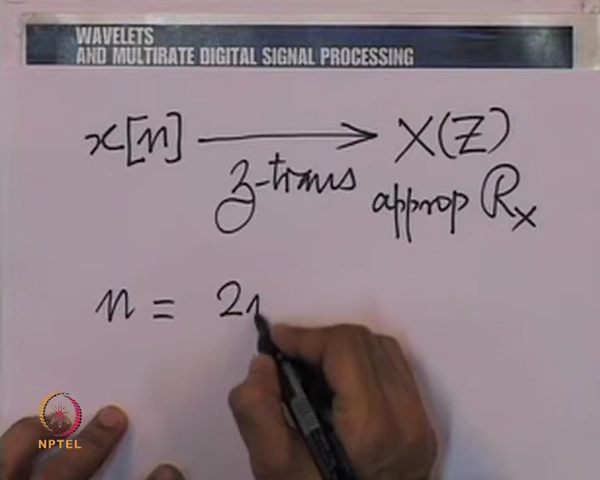 WAVELETS
AND MULTIRATE DIGITAL SIGNAL PROCESSING
x[n] ⟶ X(Z)
z-trans
approp Rx
n = 2
NPTEL